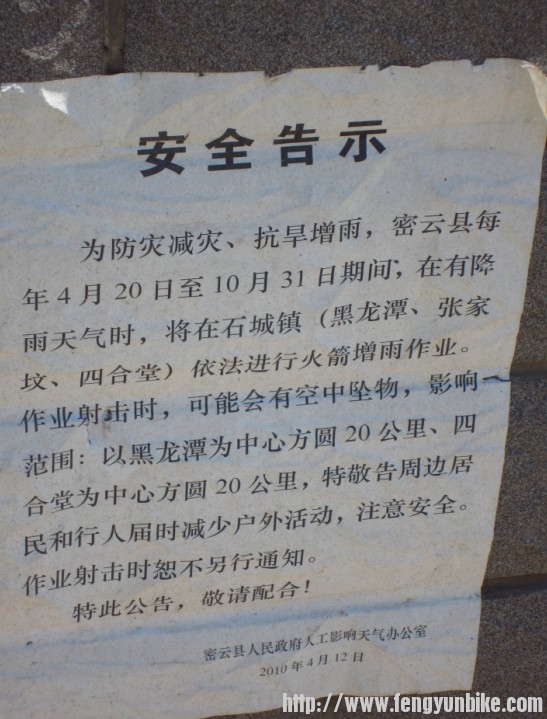 安全告示
为防灾减灾、抗旱增雨，密云县每
年4月20日至10月31日期间，在有降
雨天气时，将在石城镇（黑龙潭、张家
坟、四合堂）依法进行火箭增雨作业。
作业射击时，可能会有空中坠物，影响
范围：以黑龙潭为中心方圆20公里、四
合堂为中心方圆20公里，特敬告周边居
民和行人届时减少户外活动，注意安全。
作业射击时恕不另行通知。
特此公告，敬请配合！
密云县人民政府人工影响天气办公室
2010年4月12日
http://www.fengyunbike.com